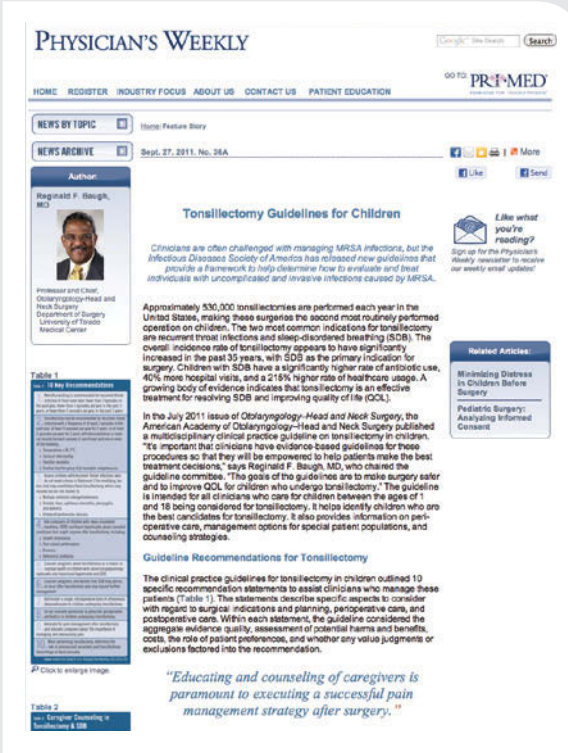 PHYSICIAN'S WEEKLY
Google™ Site Search
Search
GO TO: PRI-MED
HOME REGISTER INDUSTRY FOCUS ABOUT US CONTACT US PATIENT EDUCATION
NEWS BY TOPIC
Home: Feature Story
NEWS ARCHIVE
Sept. 27, 2011. No. 36A
More
Like
Send
Author:
Reginald F. Baugh,
MD
Professor and Chief,
Otolaryngology-Head and
Neck Surgery
Department of Surgery
University of Toledo
Medical Center
Tonsillectomy Guidelines for Children
Clinicians are often challenged with managing MRSA infections, but the
Infectious Diseases Society of America has released new guidelines that
provide a framework to help determine how to evaluate and treat
individuals with uncomplicated and invasive infections caused by MRSA.
Like what
you're
reading?
Sign up for the Physician's
Weekly newsletter to receive
our weekly email updates!
Approximately 530,000 tonsillectomies are performed each year in the
United States, making these surgeries the second most routinely performed
operation on children. The two most common indications for tonsillectomy
are recurrent throat infections and sleep-disordered breathing (SDB). The
overall incidence rate of tonsillectomy appears to have significantly
increased in the past 35 years, with SDB as the primary indication for
surgery. Children with SDB have a significantly higher rate of antibiotic use,
40% more hospital visits, and a 215% higher rate of healthcare usage. A
growing body of evidence indicates that tonsillectomy is an effective
treatment for resolving SDB and improving quality of life (QOL).
Related Articles:
Minimizing Distress
in Children Before
Surgery
Pediatric Surgery:
Analyzing Informed
Consent
In the July 2011 issue of Otolaryngology–Head and Neck Surgery, the
American Academy of Otolaryngology–Head and Neck Surgery published
a multidisciplinary clinical practice guideline on tonsillectomy in children.
"It's important that clinicians have evidence-based guidelines for these
procedures so that they will be empowered to help patients make the best
treatment decisions," says Reginald F. Baugh, MD, who chaired the
guideline committee. "The goals of the guidelines are to make surgery safer
and to improve QOL for children who undergo tonsillectomy." The guideline
is intended for all clinicians who care for children between the ages of 1
and 18 being considered for tonsillectomy. It helps identify children who are
the best candidates for tonsillectomy. It also provides information on peri-
operative care, management options for special patient populations, and
counseling strategies.
Guideline Recommendations for Tonsillectomy
The clinical practice guidelines for tonsillectomy in children outlined 10
specific recommendation statements to assist clinicians who manage these
patients (Table 1). The statements describe specific aspects to consider
with regard to surgical indications and planning, perioperative care, and
postoperative care. Within each statement, the guideline considered the
aggregate evidence quality, assessment of potential harms and benefits,
costs, the role of patient preferences, and whether any value judgments or
exclusions factored into the recommendation.
"Educating and counseling of caregivers is
paramount to executing a successful pain
management strategy after surgery."
Table 1
10 Key Recommendations
Click to enlarge image.
Table 2
Caregiver Counseling in
Tonsillectomy & SDB